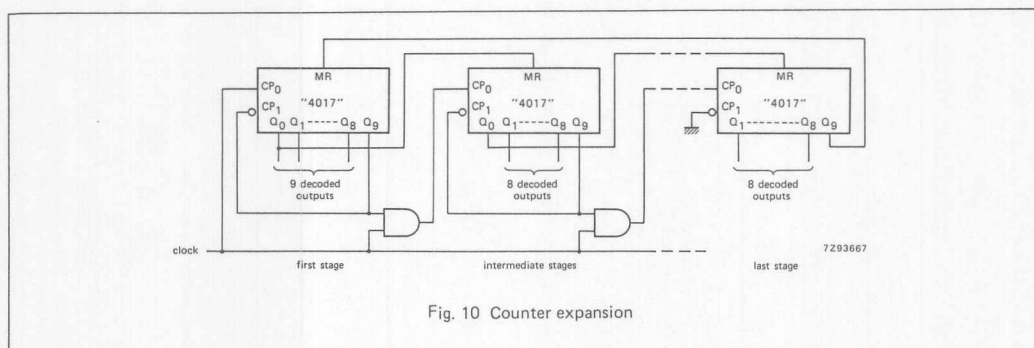 MR MR MR
CP0 CP0 CP0
CP1 "4017" CP1 "4017" CP1 "4017"
Q0 Q1 Q8 Q9 Q0 Q1 Q8 Q9 Q1 Q8 Q9
9 decoded outputs
8 decoded outputs
8 decoded outputs
clock
7Z93667
first stage intermediate stages last stage
Fig. 10 Counter expansion